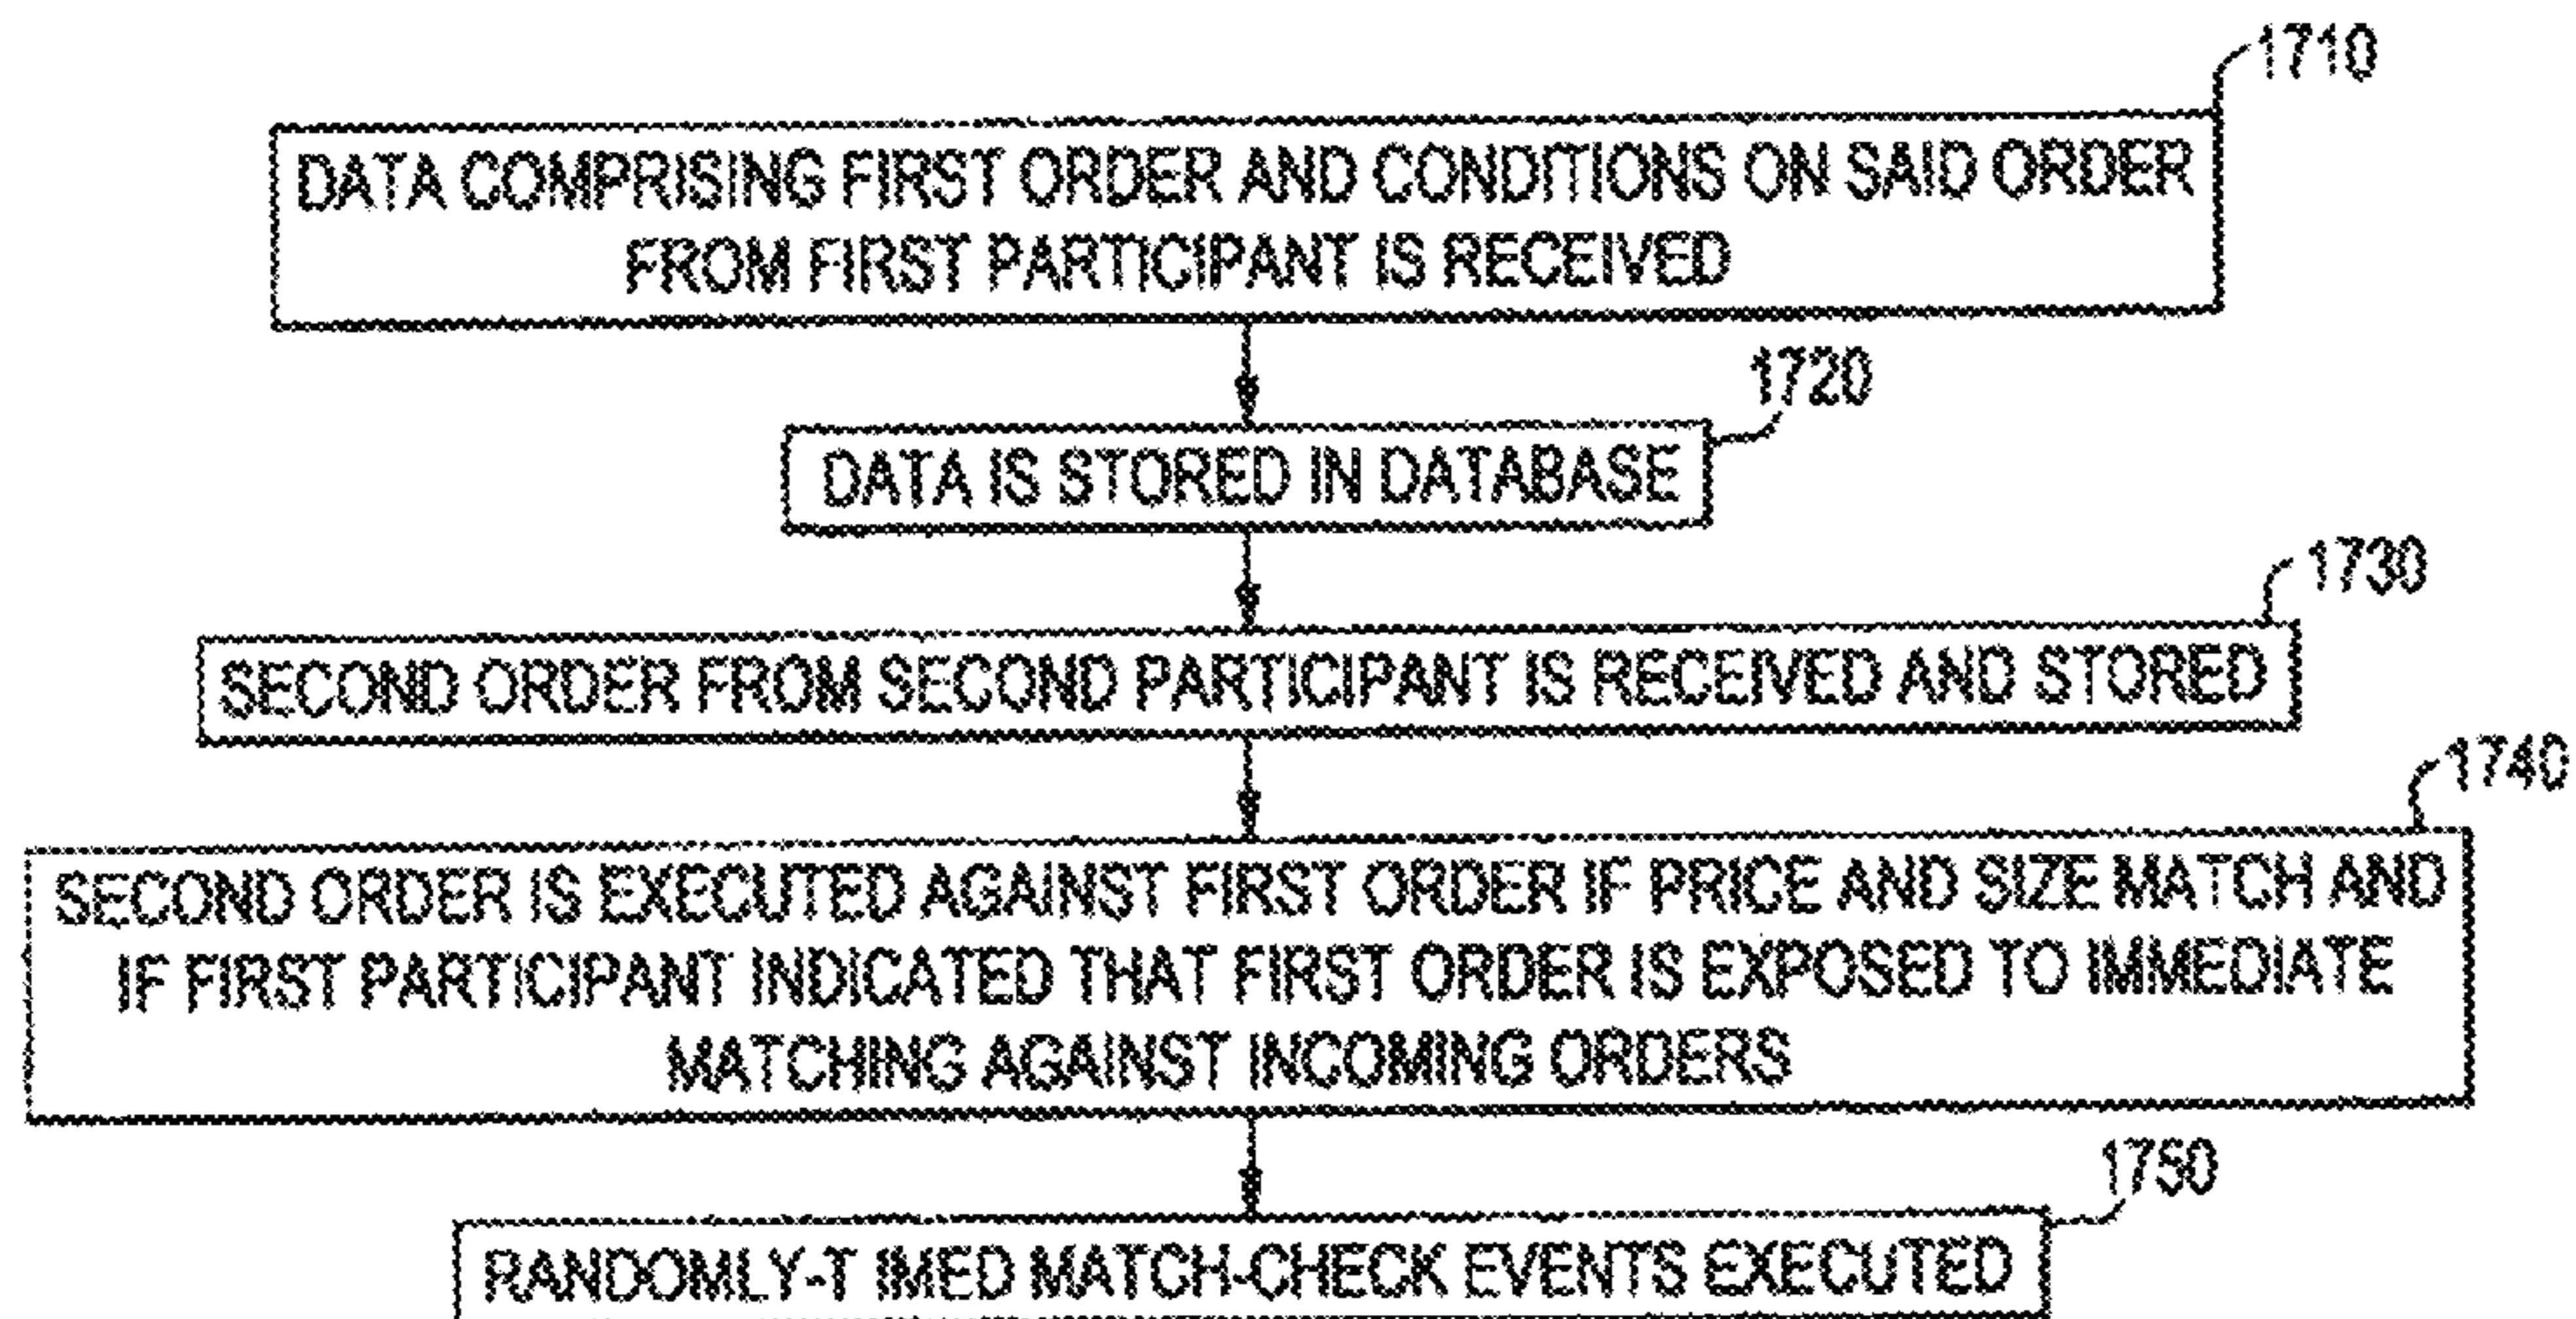 1710
DATA COMPRISING FIRST ORDER AND CONDITIONS ON SAID ORDER
FROM FIRST PARTICIPANT IS RECEIVED
1720
DATA IS STORED IN DATABASE
1730
SECOND ORDER FROM SECOND PARTICIPANT IS RECEIVED AND STORED
1740
SECOND ORDER IS EXECUTED AGAINST FIRST ORDER IF PRICE AND SIZE MATCH AND
IF FIRST PARTICIPANT INDICATED THAT FIRST ORDER IS EXPOSED TO IMMEDIATE
MATCHING AGAINST INCOMING ORDERS
1750
RANDOMLY-T IMED MATCH-CHECK EVENTS EXECUTED